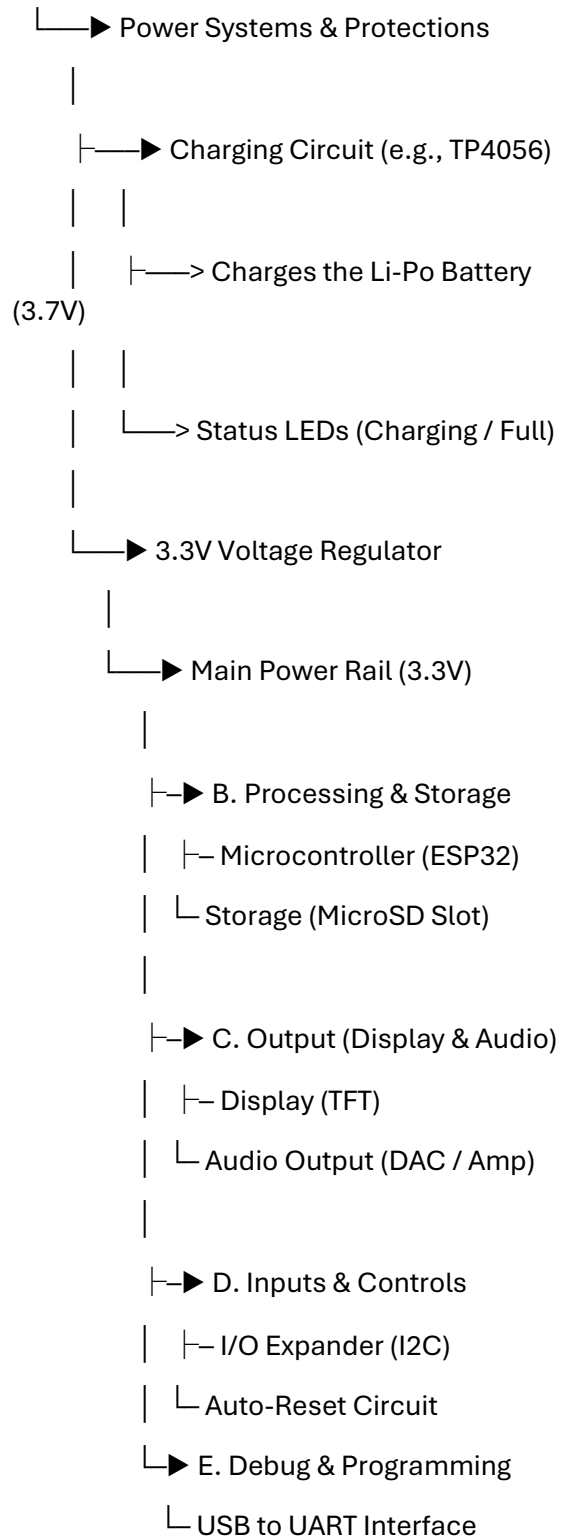 Power Systems & Protections
Charging Circuit (e.g., TP4056)
Charges the Li-Po Battery
(3.7V)
Status LEDs (Charging / Full)
3.3V Voltage Regulator
Main Power Rail (3.3V)
B. Processing & Storage
Microcontroller (ESP32)
Storage (MicroSD Slot)
C. Output (Display & Audio)
Display (TFT)
Audio Output (DAC / Amp)
D. Inputs & Controls
I/O Expander (I2C)
Auto-Reset Circuit
E. Debug & Programming
USB to UART Interface